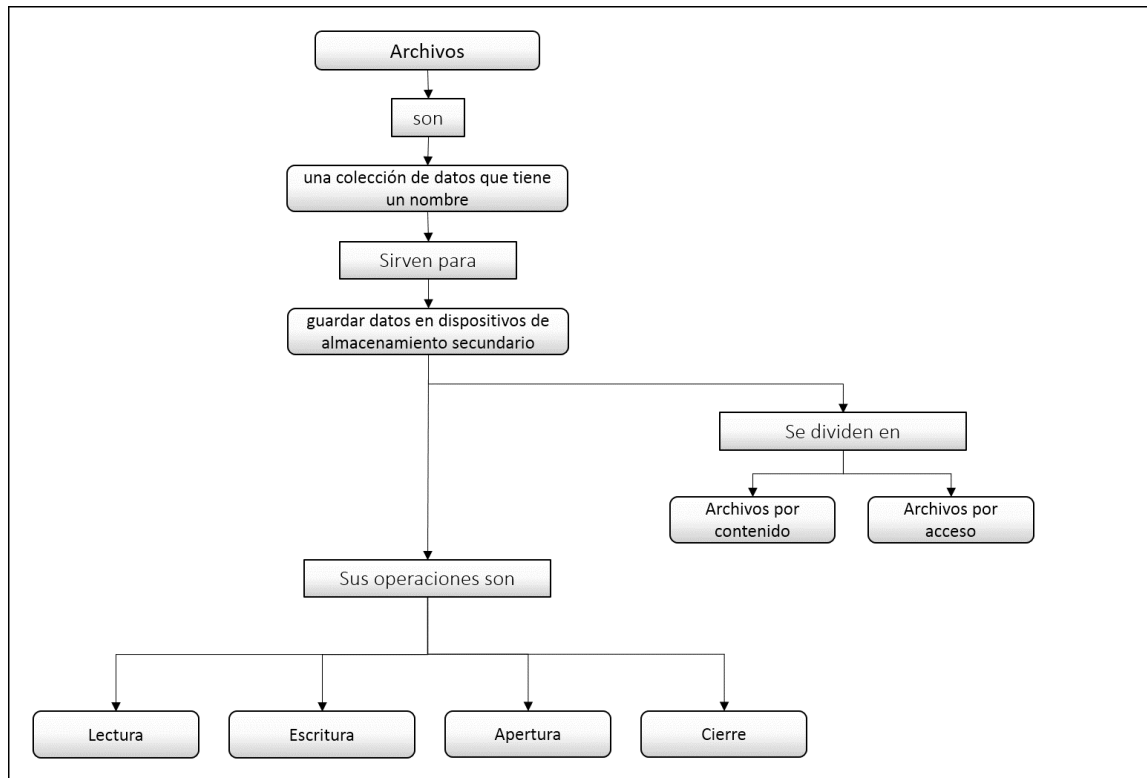 Archivos
son
una colección de datos que tiene
un nombre
Sirven para
guardar datos en dispositivos de
almacenamiento secundario
Se dividen en
Archivos por
contenido
Archivos por
acceso
Sus operaciones son
Lectura
Escritura
Apertura
Cierre